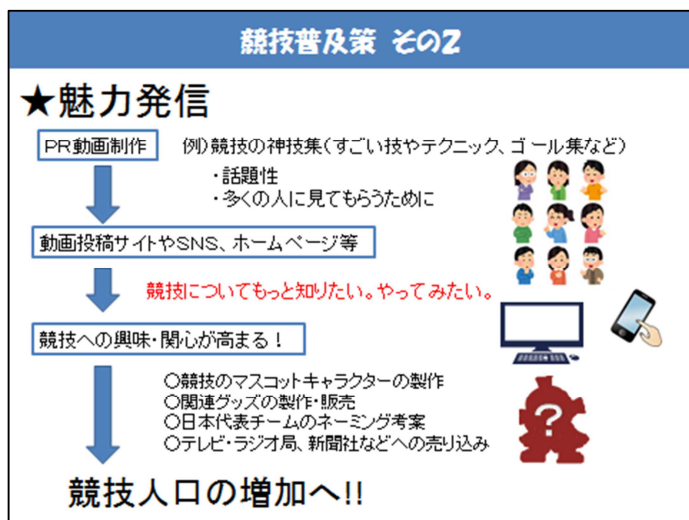 競技普及策 その2
★魅力発信
PR動画制作
例)競技の神技集(すごい技やテクニック、ゴール集など)
・話題性
・多くの人に見てもらうために
動画投稿サイトやSNS、ホームページ等
競技についてもっと知りたい。やってみたい。
競技への興味・関心が高まる！
○競技のマスコットキャラクターの製作
○関連グッズの製作・販売
○日本代表チームのネーミング考案
○テレビ・ラジオ局、新聞社などへの売り込み
?
競技人口の増加へ!!